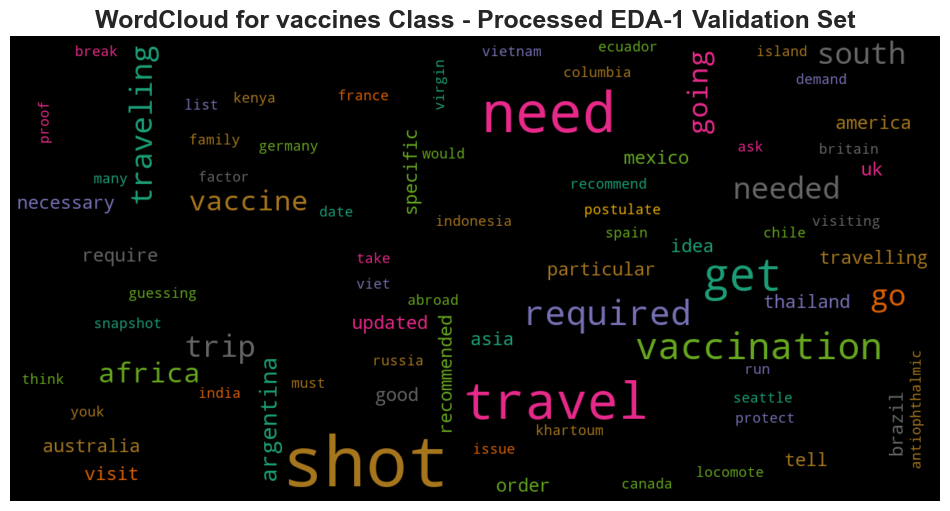 WordCloud for vaccines Class - Processed EDA-1 Validation Set
break
vietnam
ecuador
island
south
traveling
going
columbia
demand
virgin
list
kenya
france
need
proof
america
family
germany
specific
would
mexico
ask
britain
uk
many
factor
recommend
needed
necessary
vaccine
date
postulate
visiting
indonesia
spain
chile
idea
require
take
particular
travelling
get
guessing
viet
abroad
thailand
go
required
snapshot
updated
trip
asia
vaccination
recommended
russia
africa
think
india
must
good
run
argentina
travel
seattle
brazil
antiophthalmic
youk
protect
khartoum
australia
issue
shot
tell
visit
locomote
order
canada